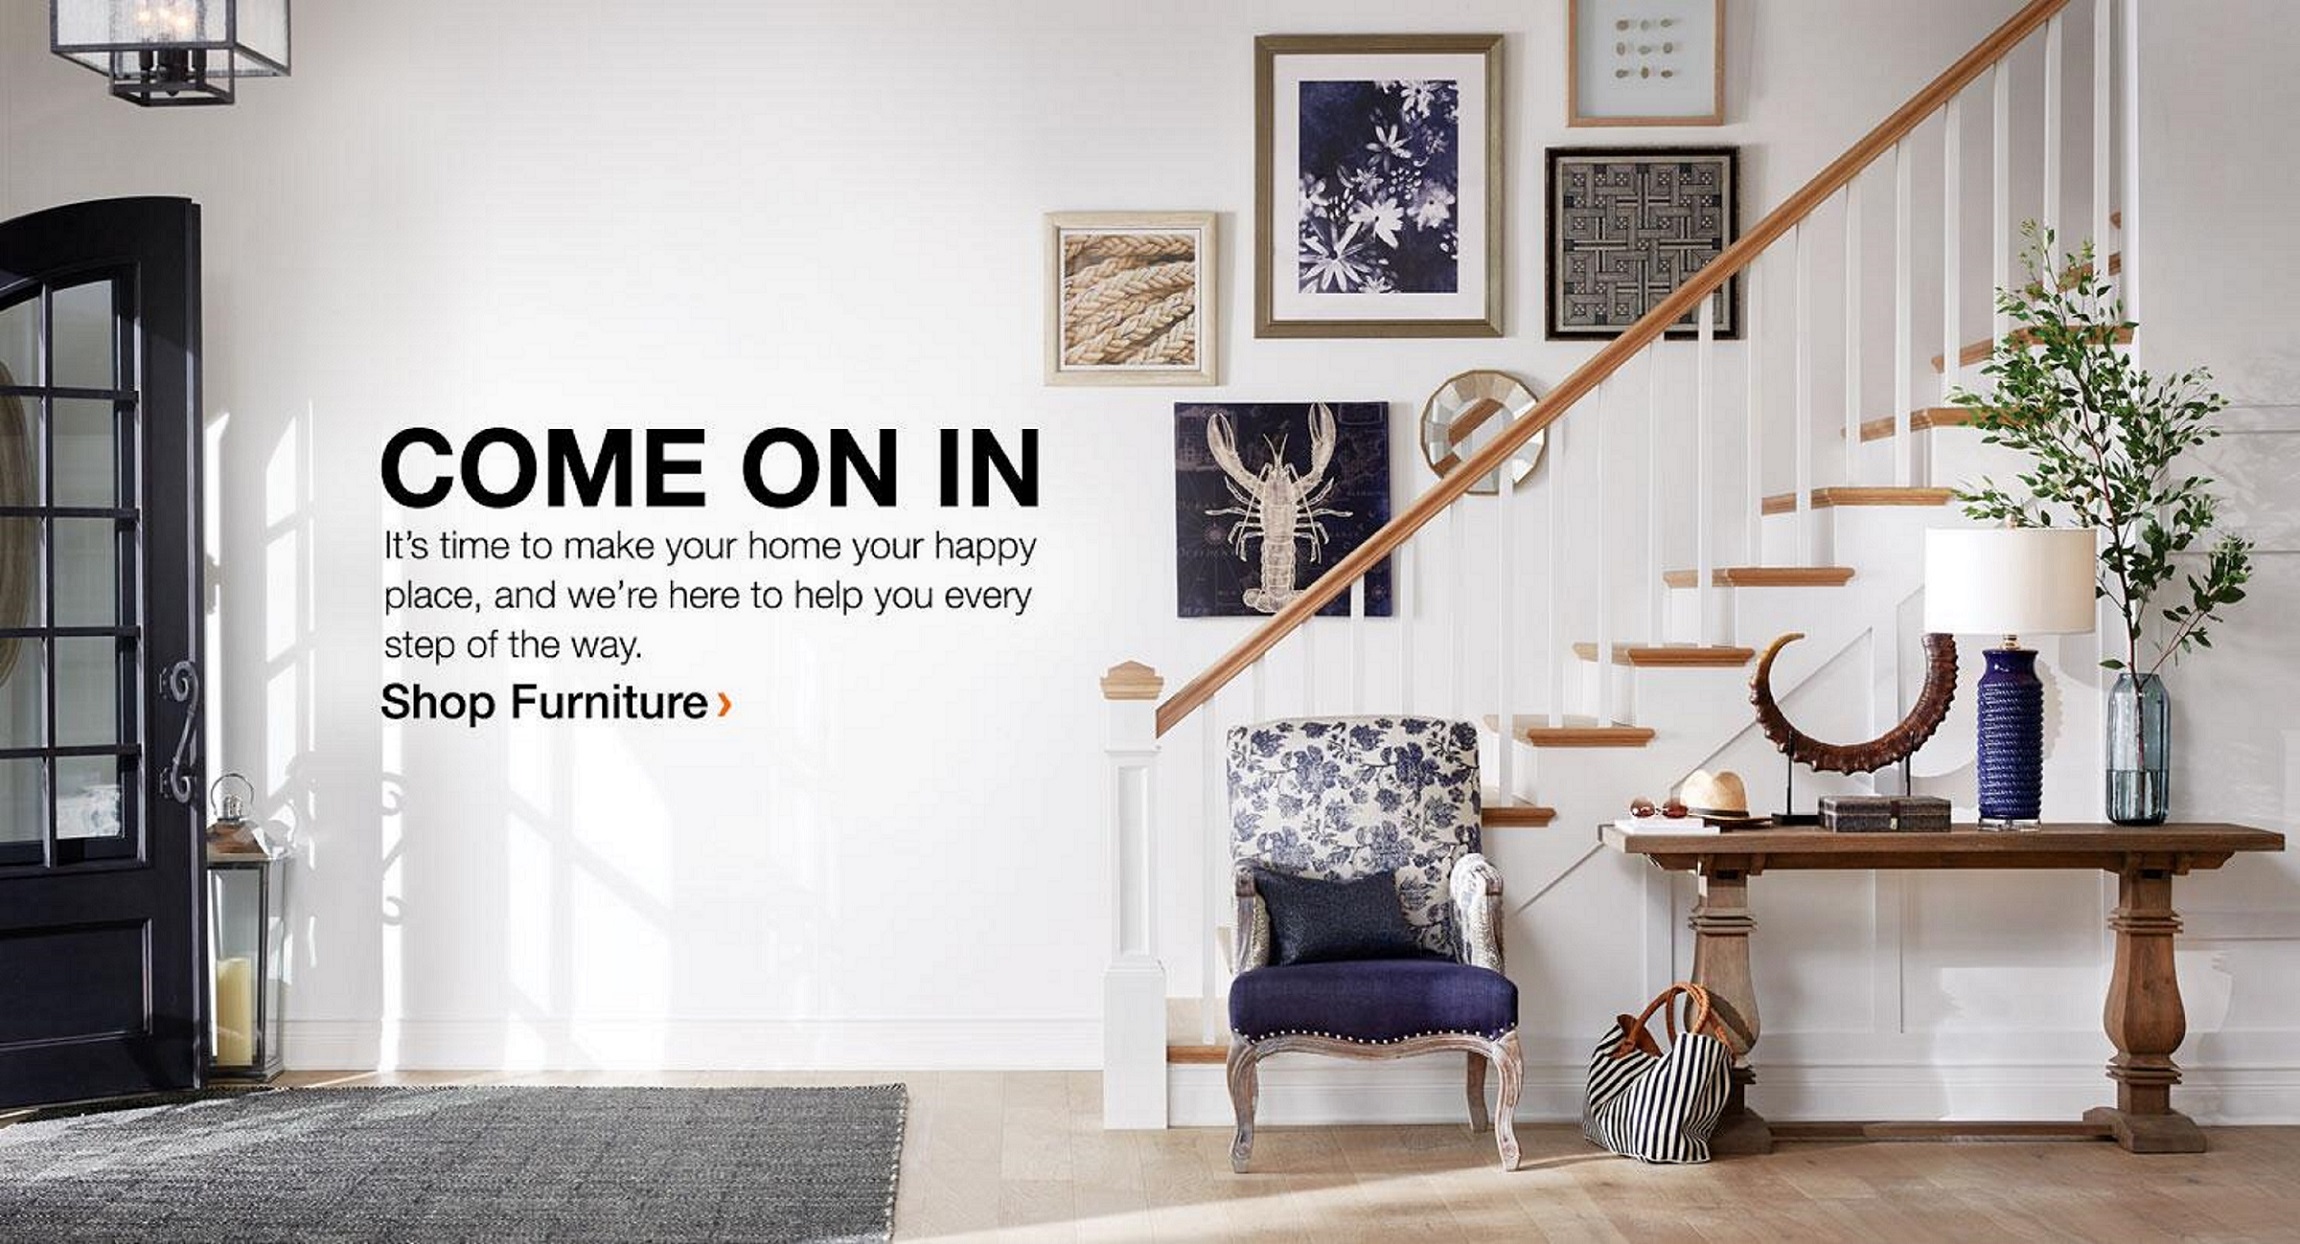 COME ON IN
It's time to make your home your happy
place, and we're here to help you every
step of the way.
Shop Furniture ›